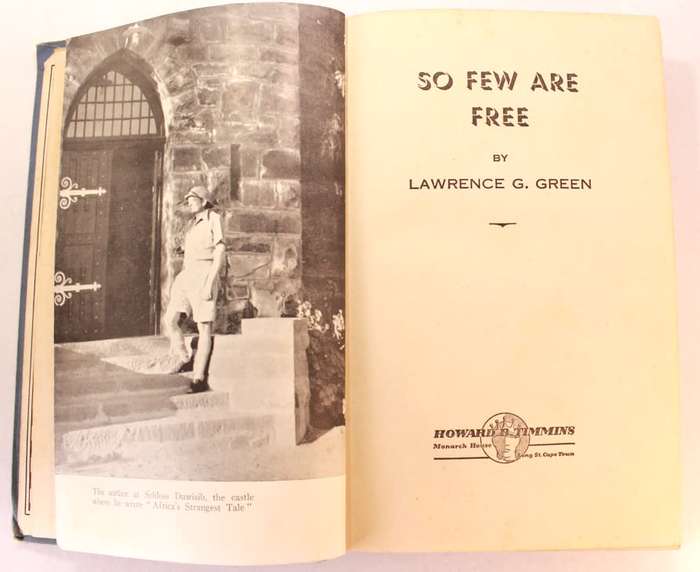 The author at Schloss Duwisib, the castle
where he wrote "Africa's Strangest Tale."
SO FEW ARE
FREE
BY
LAWRENCE G. GREEN
HOWARD B. TIMMINS
Monarch House
Long St. Cape Town